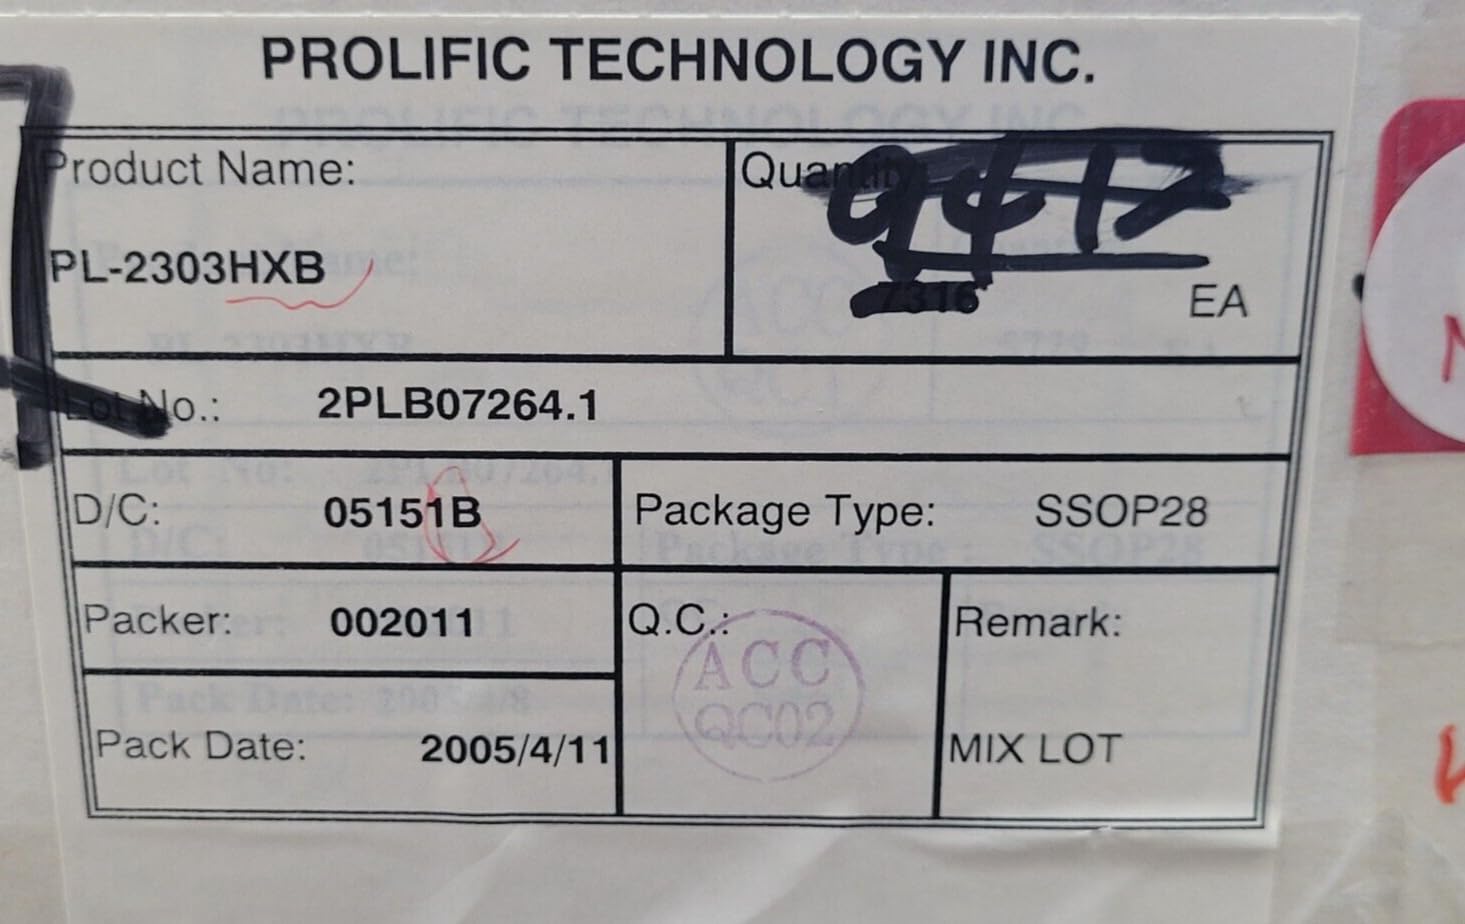 PROLIFIC TECHNOLOGY INC.
Product Name:
Quantity
PL-2303HXB
7316
EA
Lot No.:
2PLB07264.1
D/C:
05151B
Package Type:
SSOP28
Packer:
002011
Q.C.:
ACC
QC02
Remark:
Pack Date:
2005/4/11
MIX LOT